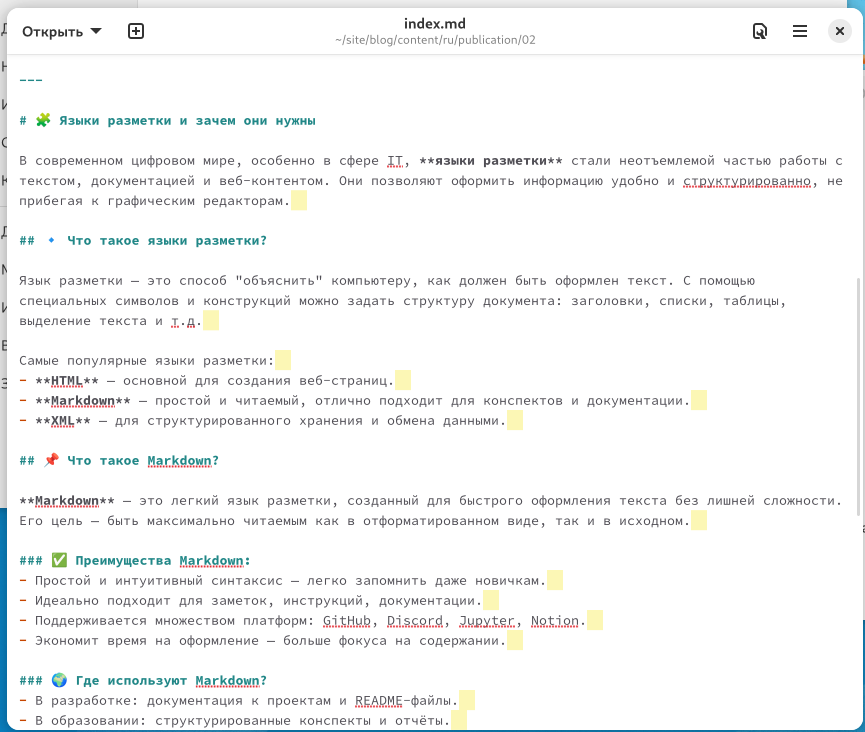 Открыть
index.md
~/site/blog/content/ru/publication/02
---
# 🧩 Языки разметки и зачем они нужны
В современном цифровом мире, особенно в сфере IT, **языки разметки** стали неотъемлемой частью работы с
текстом, документацией и веб-контентом. Они позволяют оформить информацию удобно и структурированно, не
прибегая к графическим редакторам.
## 🔹 Что такое языки разметки?
Язык разметки — это способ "объяснить" компьютеру, как должен быть оформлен текст. С помощью
специальных символов и конструкций можно задать структуру документа: заголовки, списки, таблицы,
выделение текста и т.д.
Самые популярные языки разметки:
- **HTML** — основной для создания веб-страниц.
- **Markdown** — простой и читаемый, отлично подходит для конспектов и документации.
- **XML** — для структурированного хранения и обмена данными.
## 📌 Что такое Markdown?
**Markdown** — это легкий язык разметки, созданный для быстрого оформления текста без лишней сложности.
Его цель — быть максимально читаемым как в отформатированном виде, так и в исходном.
### ✅ Преимущества Markdown:
- Простой и интуитивный синтаксис — легко запомнить даже новичкам.
- Идеально подходит для заметок, инструкций, документации.
- Поддерживается множеством платформ: GitHub, Discord, Jupyter, Notion.
- Экономит время на оформление — больше фокуса на содержании.
### 🌍 Где используют Markdown?
- В разработке: документация к проектам и README-файлы.
- В образовании: структурированные конспекты и отчёты.